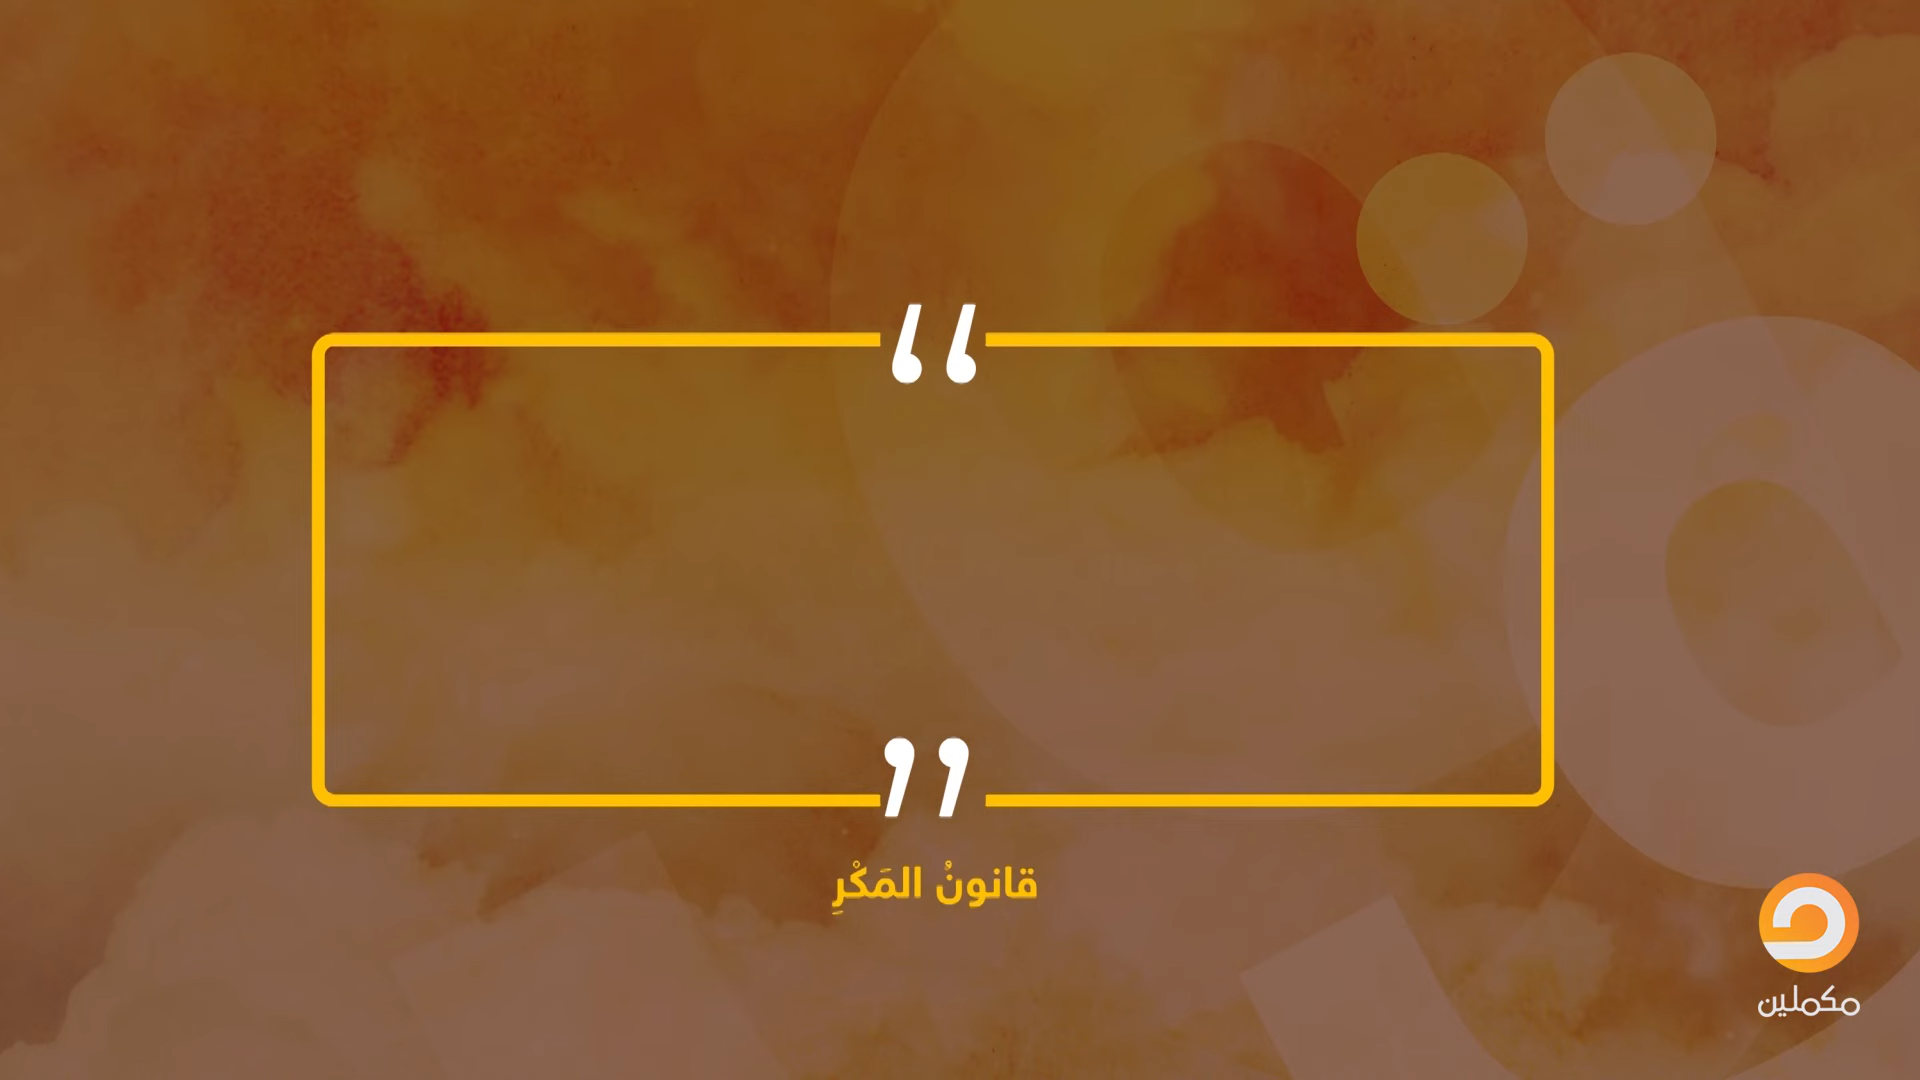 “
”
قانونُ المَكْرِ
مكملين